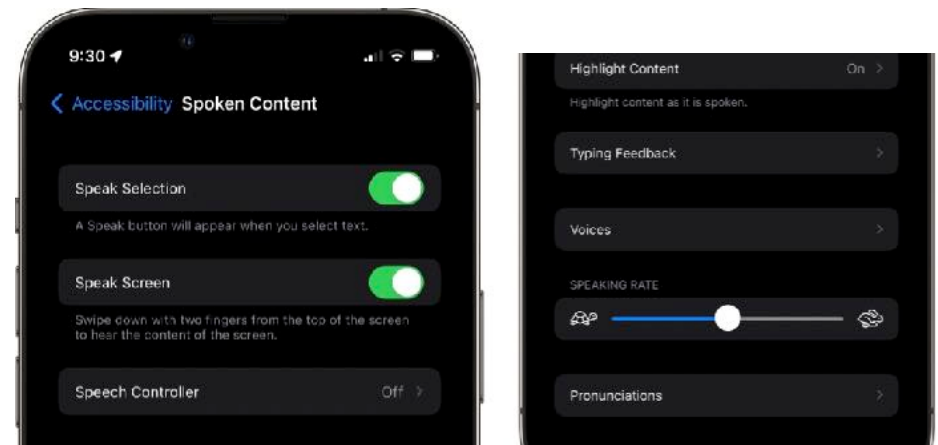 9:30
Accessibility Spoken Content
Speak Selection
A Speak button will appear when you select text.
Speak Screen
Swipe down with two fingers from the top of the screen
to hear the content of the screen.
Speech Controller Off
Highlight Content On
Highlight content as it is spoken.
Typing Feedback
Voices
SPEAKING RATE
Pronunciations